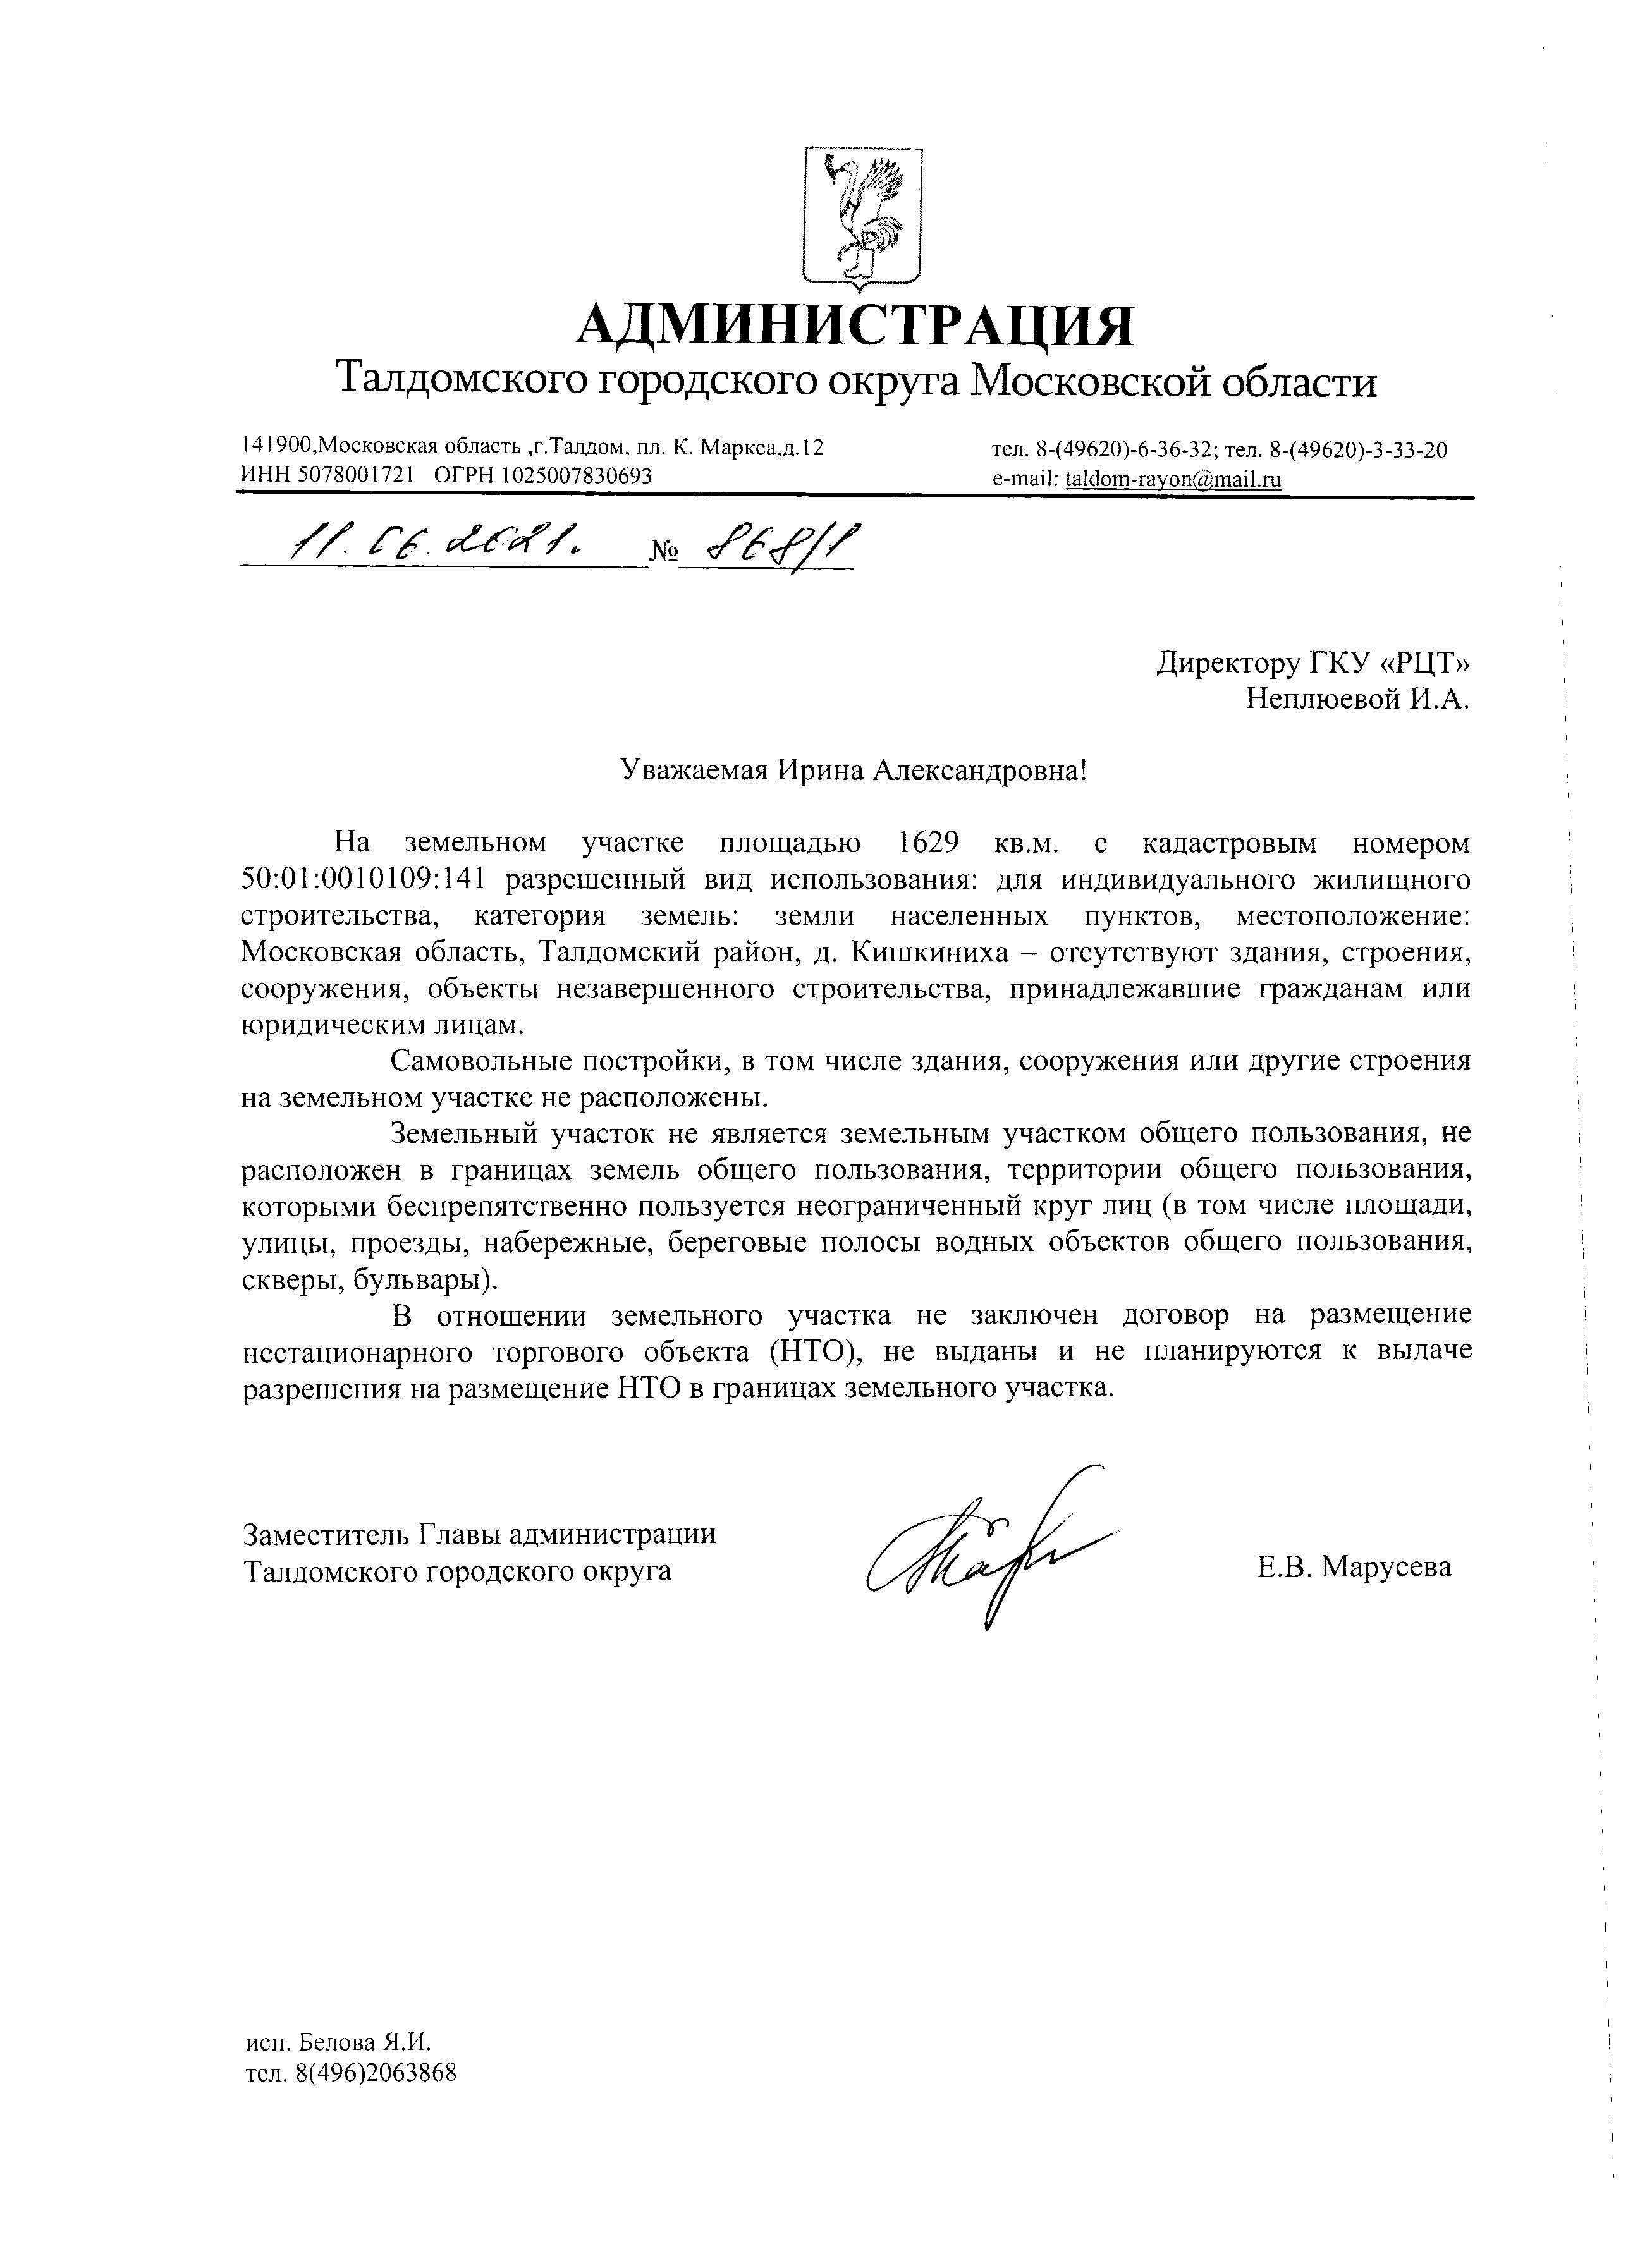 АДМИНИСТРАЦИЯ
Талдомского городского округа Московской области
141900,Московская область ,г.Талдом, пл. К. Маркса,д.12
ИНН 5078001721 ОГРН 1025007830693
тел. 8-(49620)-6-36-32; тел. 8-(49620)-3-33-20
e-mail: taldom-rayon@mail.ru
11.06.2021. № 868/1
Директору ГКУ «РЦТ»
Неплюевой И.А.
Уважаемая Ирина Александровна!
На земельном участке площадью 1629 кв.м. с кадастровым номером
50:01:0010109:141 разрешенный вид использования: для индивидуального жилищного
строительства, категория земель: земли населенных пунктов, местоположение:
Московская область, Талдомский район, д. Кишкиниха – отсутствуют здания, строения,
сооружения, объекты незавершенного строительства, принадлежавшие гражданам или
юридическим лицам.
Самовольные постройки, в том числе здания, сооружения или другие строения
на земельном участке не расположены.
Земельный участок не является земельным участком общего пользования, не
расположен в границах земель общего пользования, территории общего пользования,
которыми беспрепятственно пользуется неограниченный круг лиц (в том числе площади,
улицы, проезды, набережные, береговые полосы водных объектов общего пользования,
скверы, бульвары).
В отношении земельного участка не заключен договор на размещение
нестационарного торгового объекта (НТО), не выданы и не планируются к выдаче
разрешения на размещение НТО в границах земельного участка.
Заместитель Главы администрации
Талдомского городского округа
Е.В. Марусева
исп. Белова Я.И.
тел. 8(496)2063868